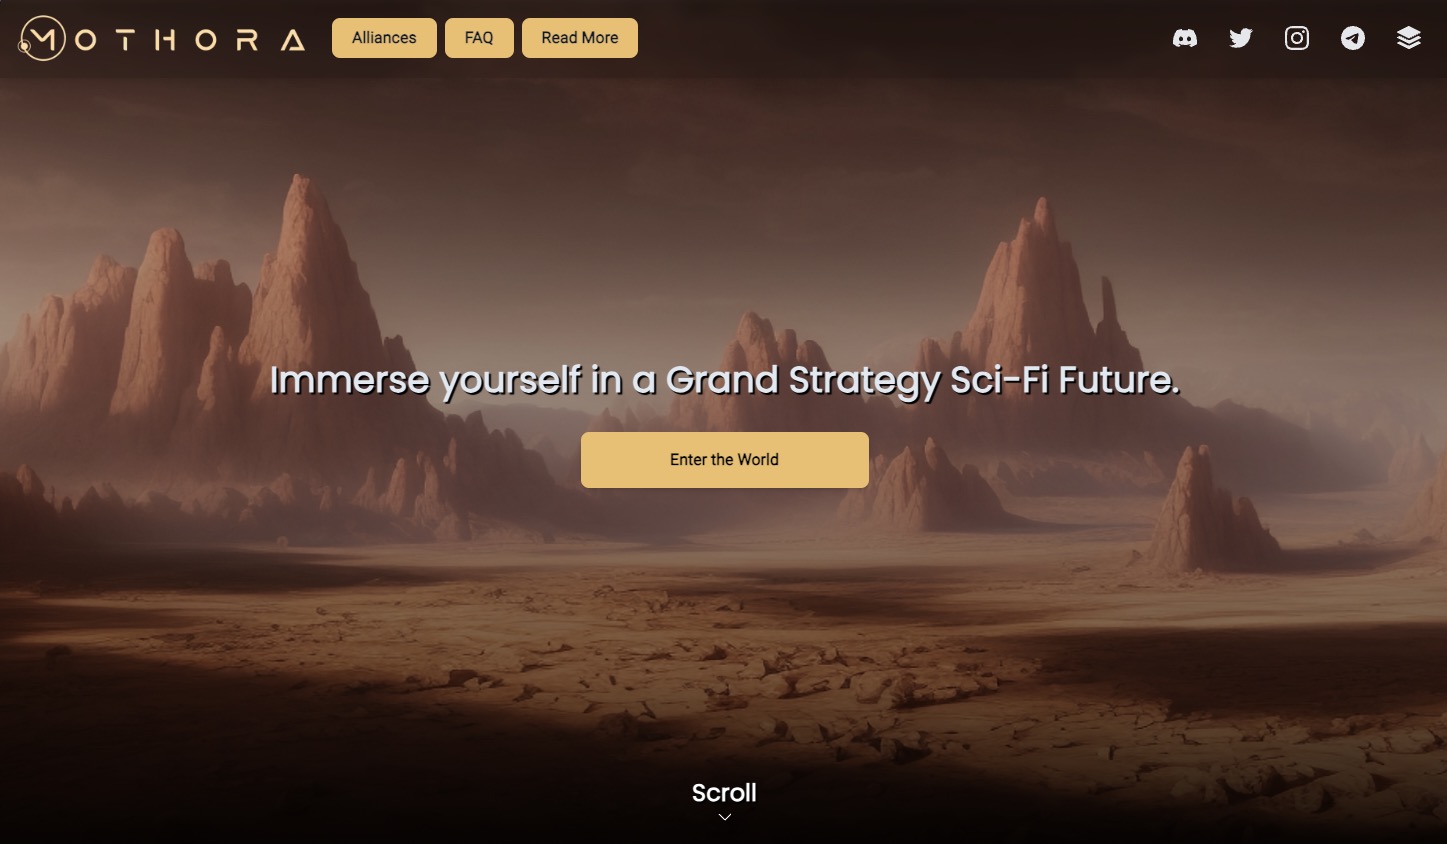 MOTHORA
Alliances
FAQ
Read More
Immerse yourself in a Grand Strategy Sci-Fi Future.
Enter the World
Scroll